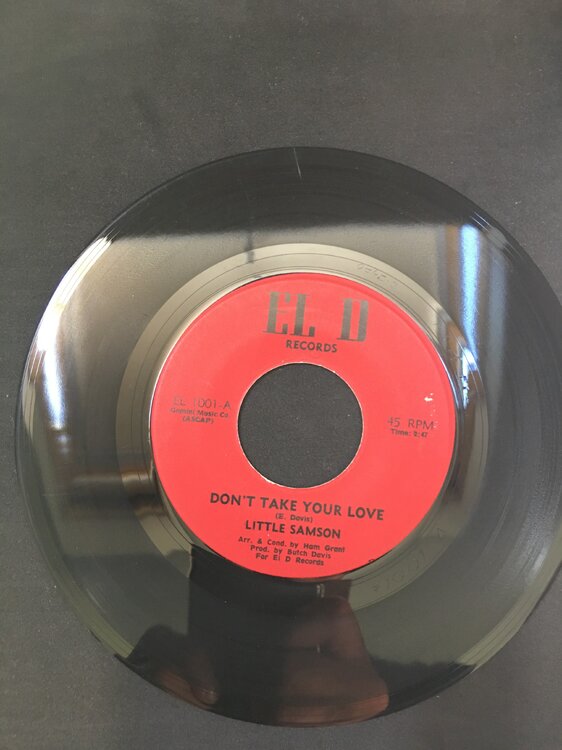 EL D
RECORDS
EL 1001-A
Gemini Music Co.
(ASCAP)
45 RPM
Time: 2:47
DON'T TAKE YOUR LOVE
(E. Davis)
LITTLE SAMSON
Arr. & Cond. by Ham Grant
Prod. by Butch Davis
For El D Records